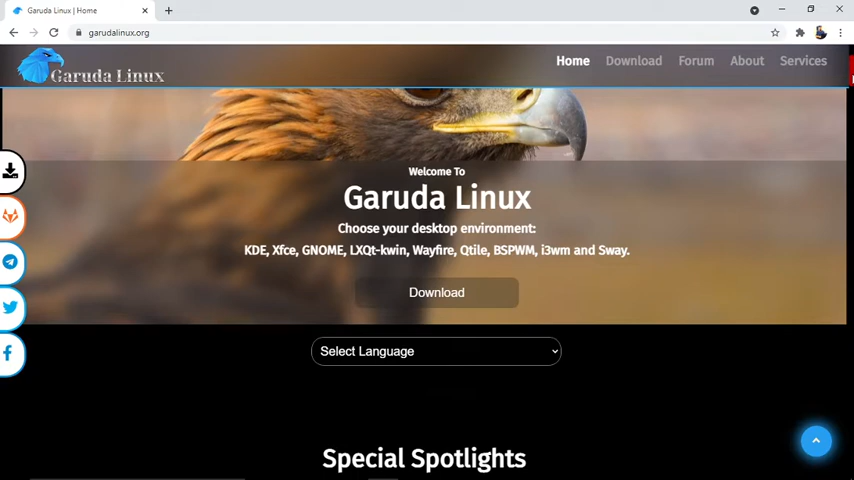 Garuda Linux | Home
garudalinux.org
Garuda Linux
Home Download Forum About Services
Welcome To
Garuda Linux
Choose your desktop environment:
KDE, Xfce, GNOME, LXQt-kwin, Wayfire, Qtile, BSPWM, i3wm and Sway.
Download
Select Language
Special Spotlights